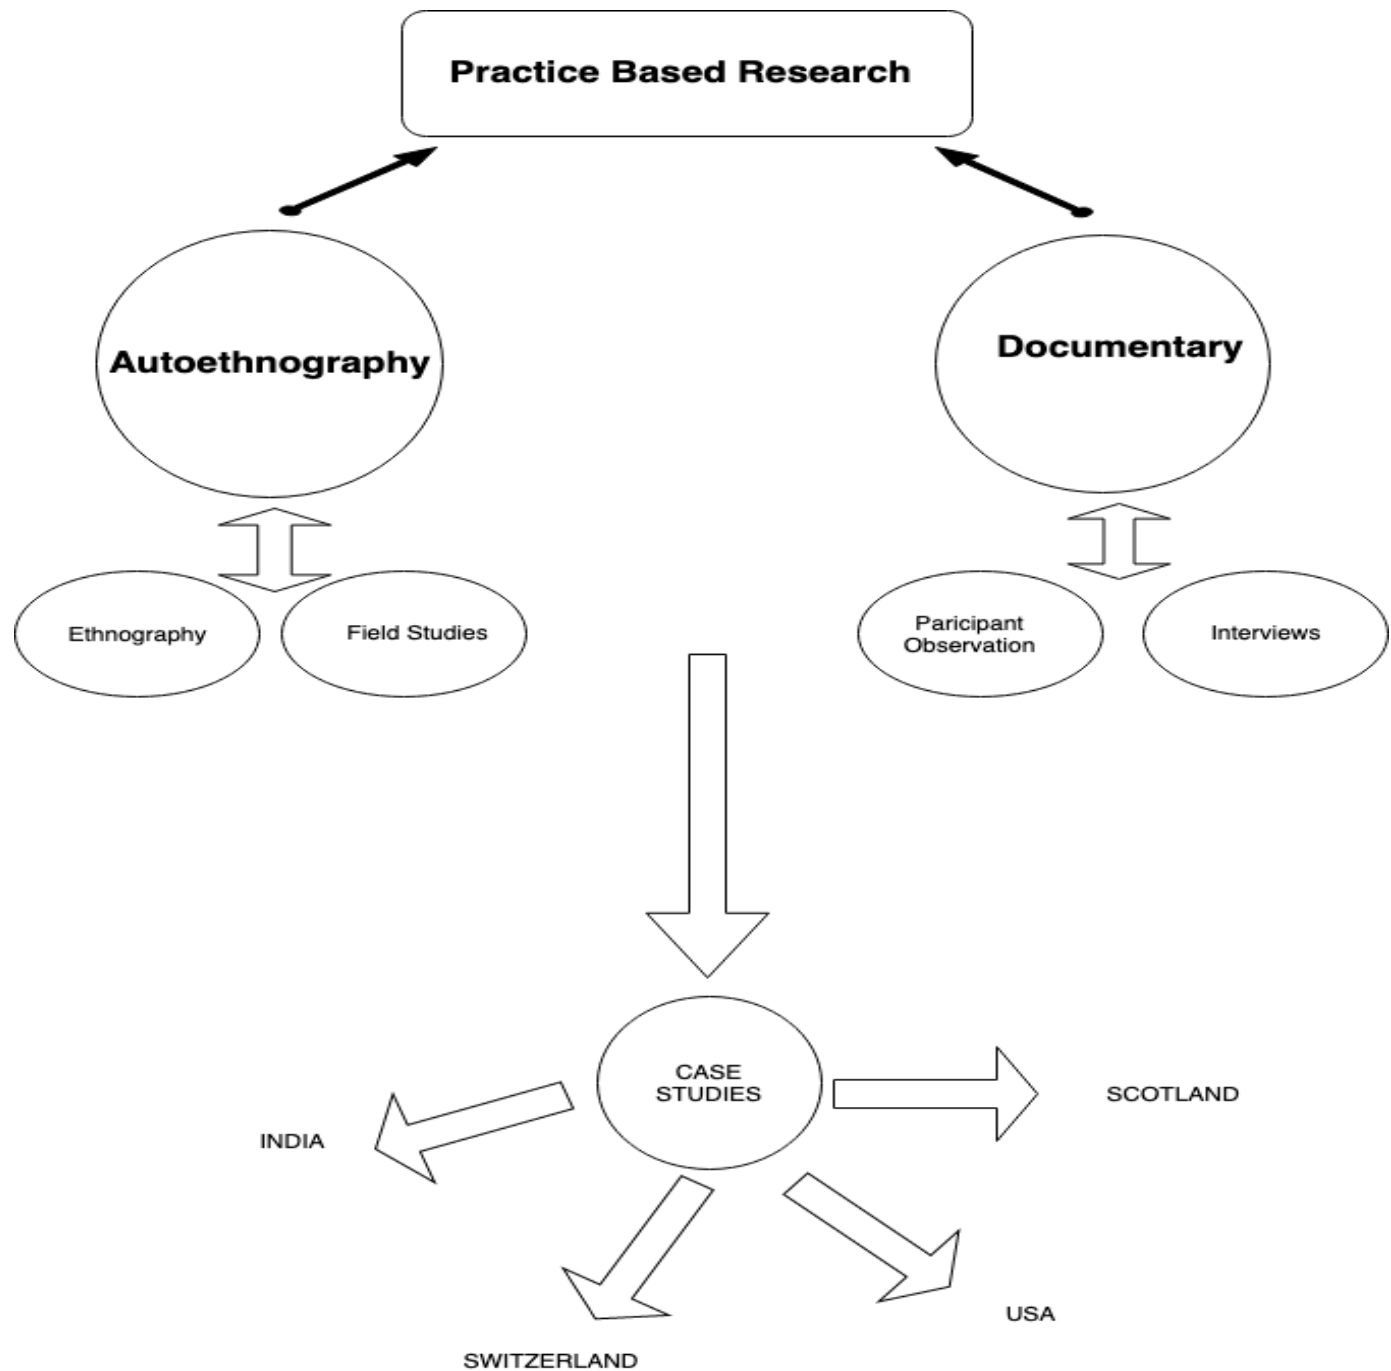 Practice Based Research
Autoethnography
Documentary
Ethnography
Field Studies
Paricipant
Observation
Interviews
CASE
STUDIES
INDIA
SCOTLAND
SWITZERLAND
USA